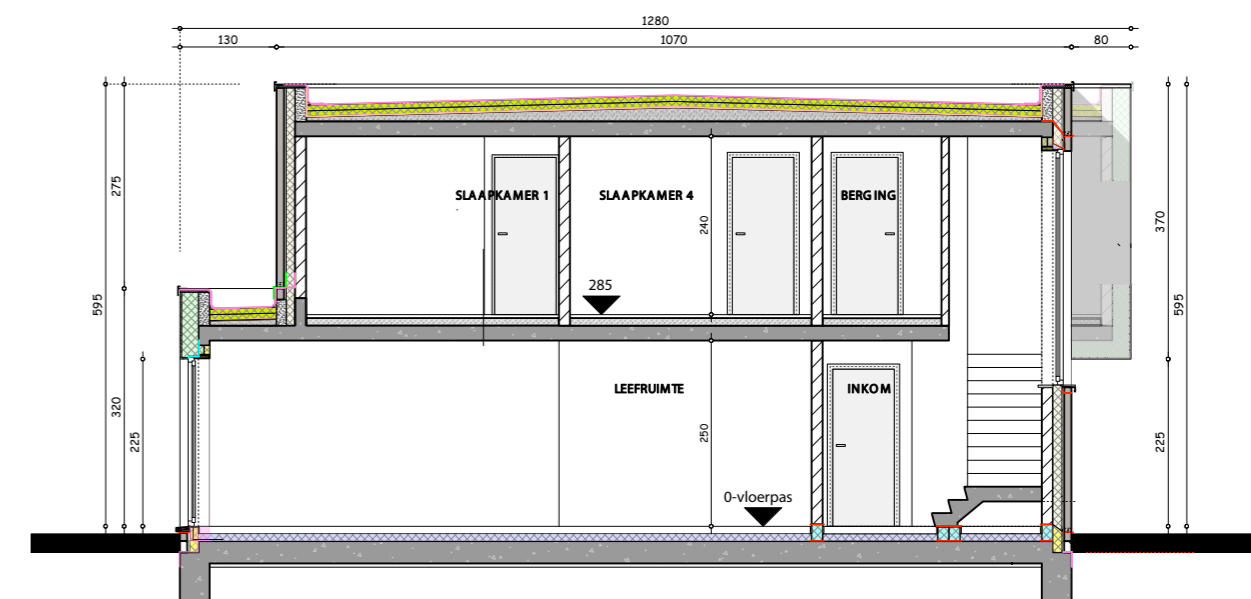 1280
130 1070 80
275
595
320
225
SLAAPKAMER 1 SLAAPKAMER 4 BERGING
240
285
370
595
225
LEEFRUIMTE INKOM
250
0-vloerpas